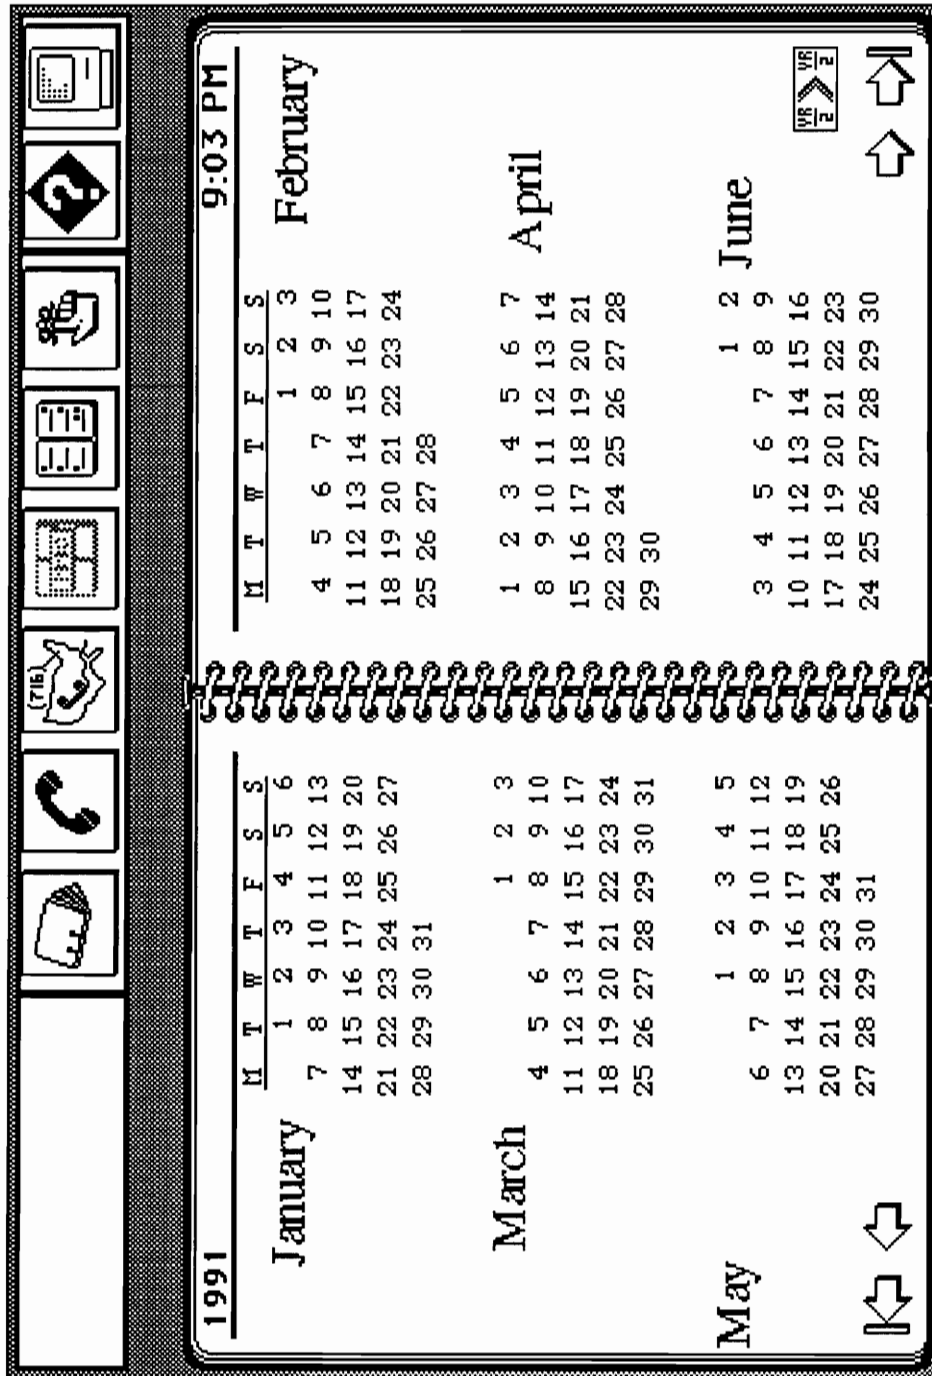 (716)
?
1991
January
M T W T F S S
1 2 3 4 5 6
7 8 9 10 11 12 13
14 15 16 17 18 19 20
21 22 23 24 25 26 27
28 29 30 31
March
1 2 3
4 5 6 7 8 9 10
11 12 13 14 15 16 17
18 19 20 21 22 23 24
25 26 27 28 29 30 31
May
1 2 3 4 5
6 7 8 9 10 11 12
13 14 15 16 17 18 19
20 21 22 23 24 25 26
27 28 29 30 31
9:03 PM
M T W T F S S
February
1 2 3
4 5 6 7 8 9 10
11 12 13 14 15 16 17
18 19 20 21 22 23 24
25 26 27 28
April
1 2 3 4 5 6 7
8 9 10 11 12 13 14
15 16 17 18 19 20 21
22 23 24 25 26 27 28
29 30
June
1 2
3 4 5 6 7 8 9
10 11 12 13 14 15 16
17 18 19 20 21 22 23
24 25 26 27 28 29 30
YR YR
2 2